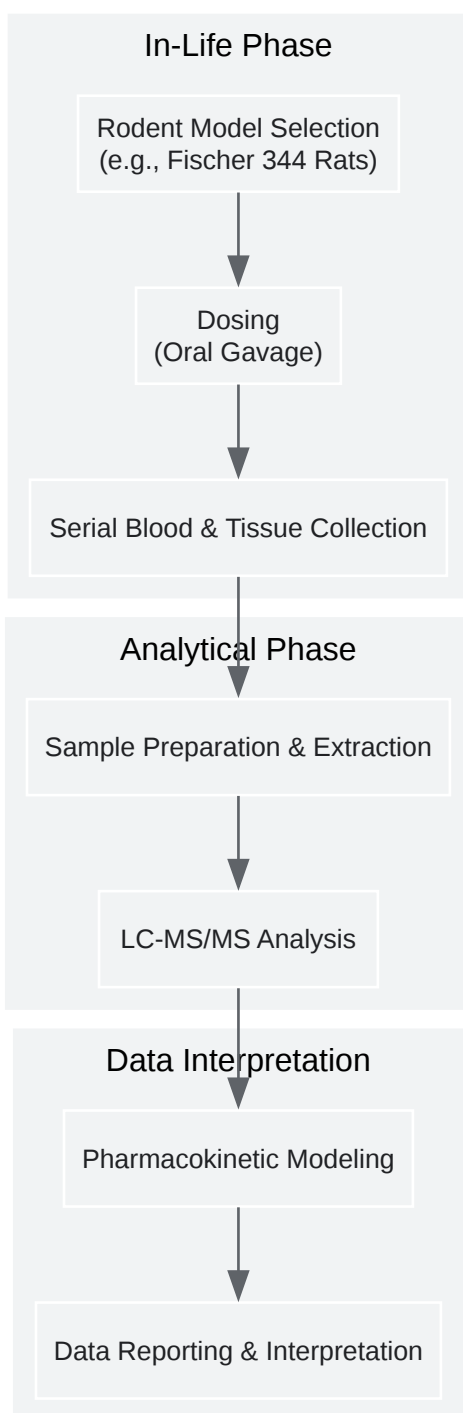 In-Life Phase
Rodent Model Selection
(e.g., Fischer 344 Rats)
Dosing
(Oral Gavage)
Serial Blood & Tissue Collection
Analytical Phase
Sample Preparation & Extraction
LC-MS/MS Analysis
Data Interpretation
Pharmacokinetic Modeling
Data Reporting & Interpretation